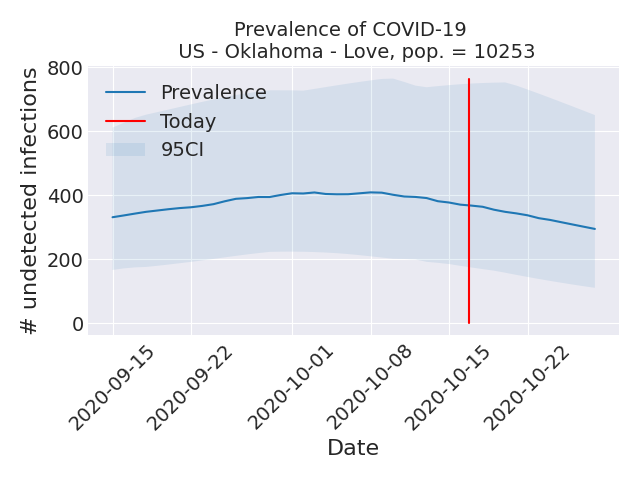 Prevalence of COVID-19
US - Oklahoma - Love, pop. = 10253
# undetected infections
800
600
400
200
0
Prevalence
Today
95CI
2020-09-15
2020-09-22
2020-10-01
2020-10-08
2020-10-15
2020-10-22
Date